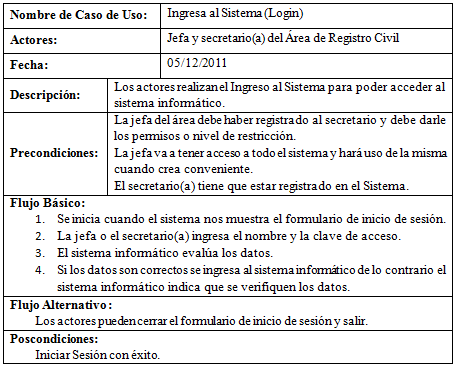 Nombre de Caso de Uso: Ingresa al Sistema (Login)
Actores: Jefa y secretario(a) del Área de Registro Civil
Fecha: 05/12/2011
Descripción: Los actores realizan el Ingreso al Sistema para poder acceder al
sistema informático.
Precondiciones: La jefa del área debe haber registrado al secretario y debe darle
los permisos o nivel de restricción.
La jefa va a tener acceso a todo el sistema y hará uso de la misma
cuando crea conveniente.
El secretario(a) tiene que estar registrado en el Sistema.
Flujo Básico:
1. Se inicia cuando el sistema nos muestra el formulario de inicio de sesión.
2. La jefa o el secretario(a) ingresa el nombre y la clave de acceso.
3. El sistema informático evalúa los datos.
4. Si los datos son correctos se ingresa al sistema informático de lo contrario el
sistema informático indica que se verifiquen los datos.
Flujo Alternativo:
Los actores pueden cerrar el formulario de inicio de sesión y salir.
Poscondiciones:
Iniciar Sesión con éxito.